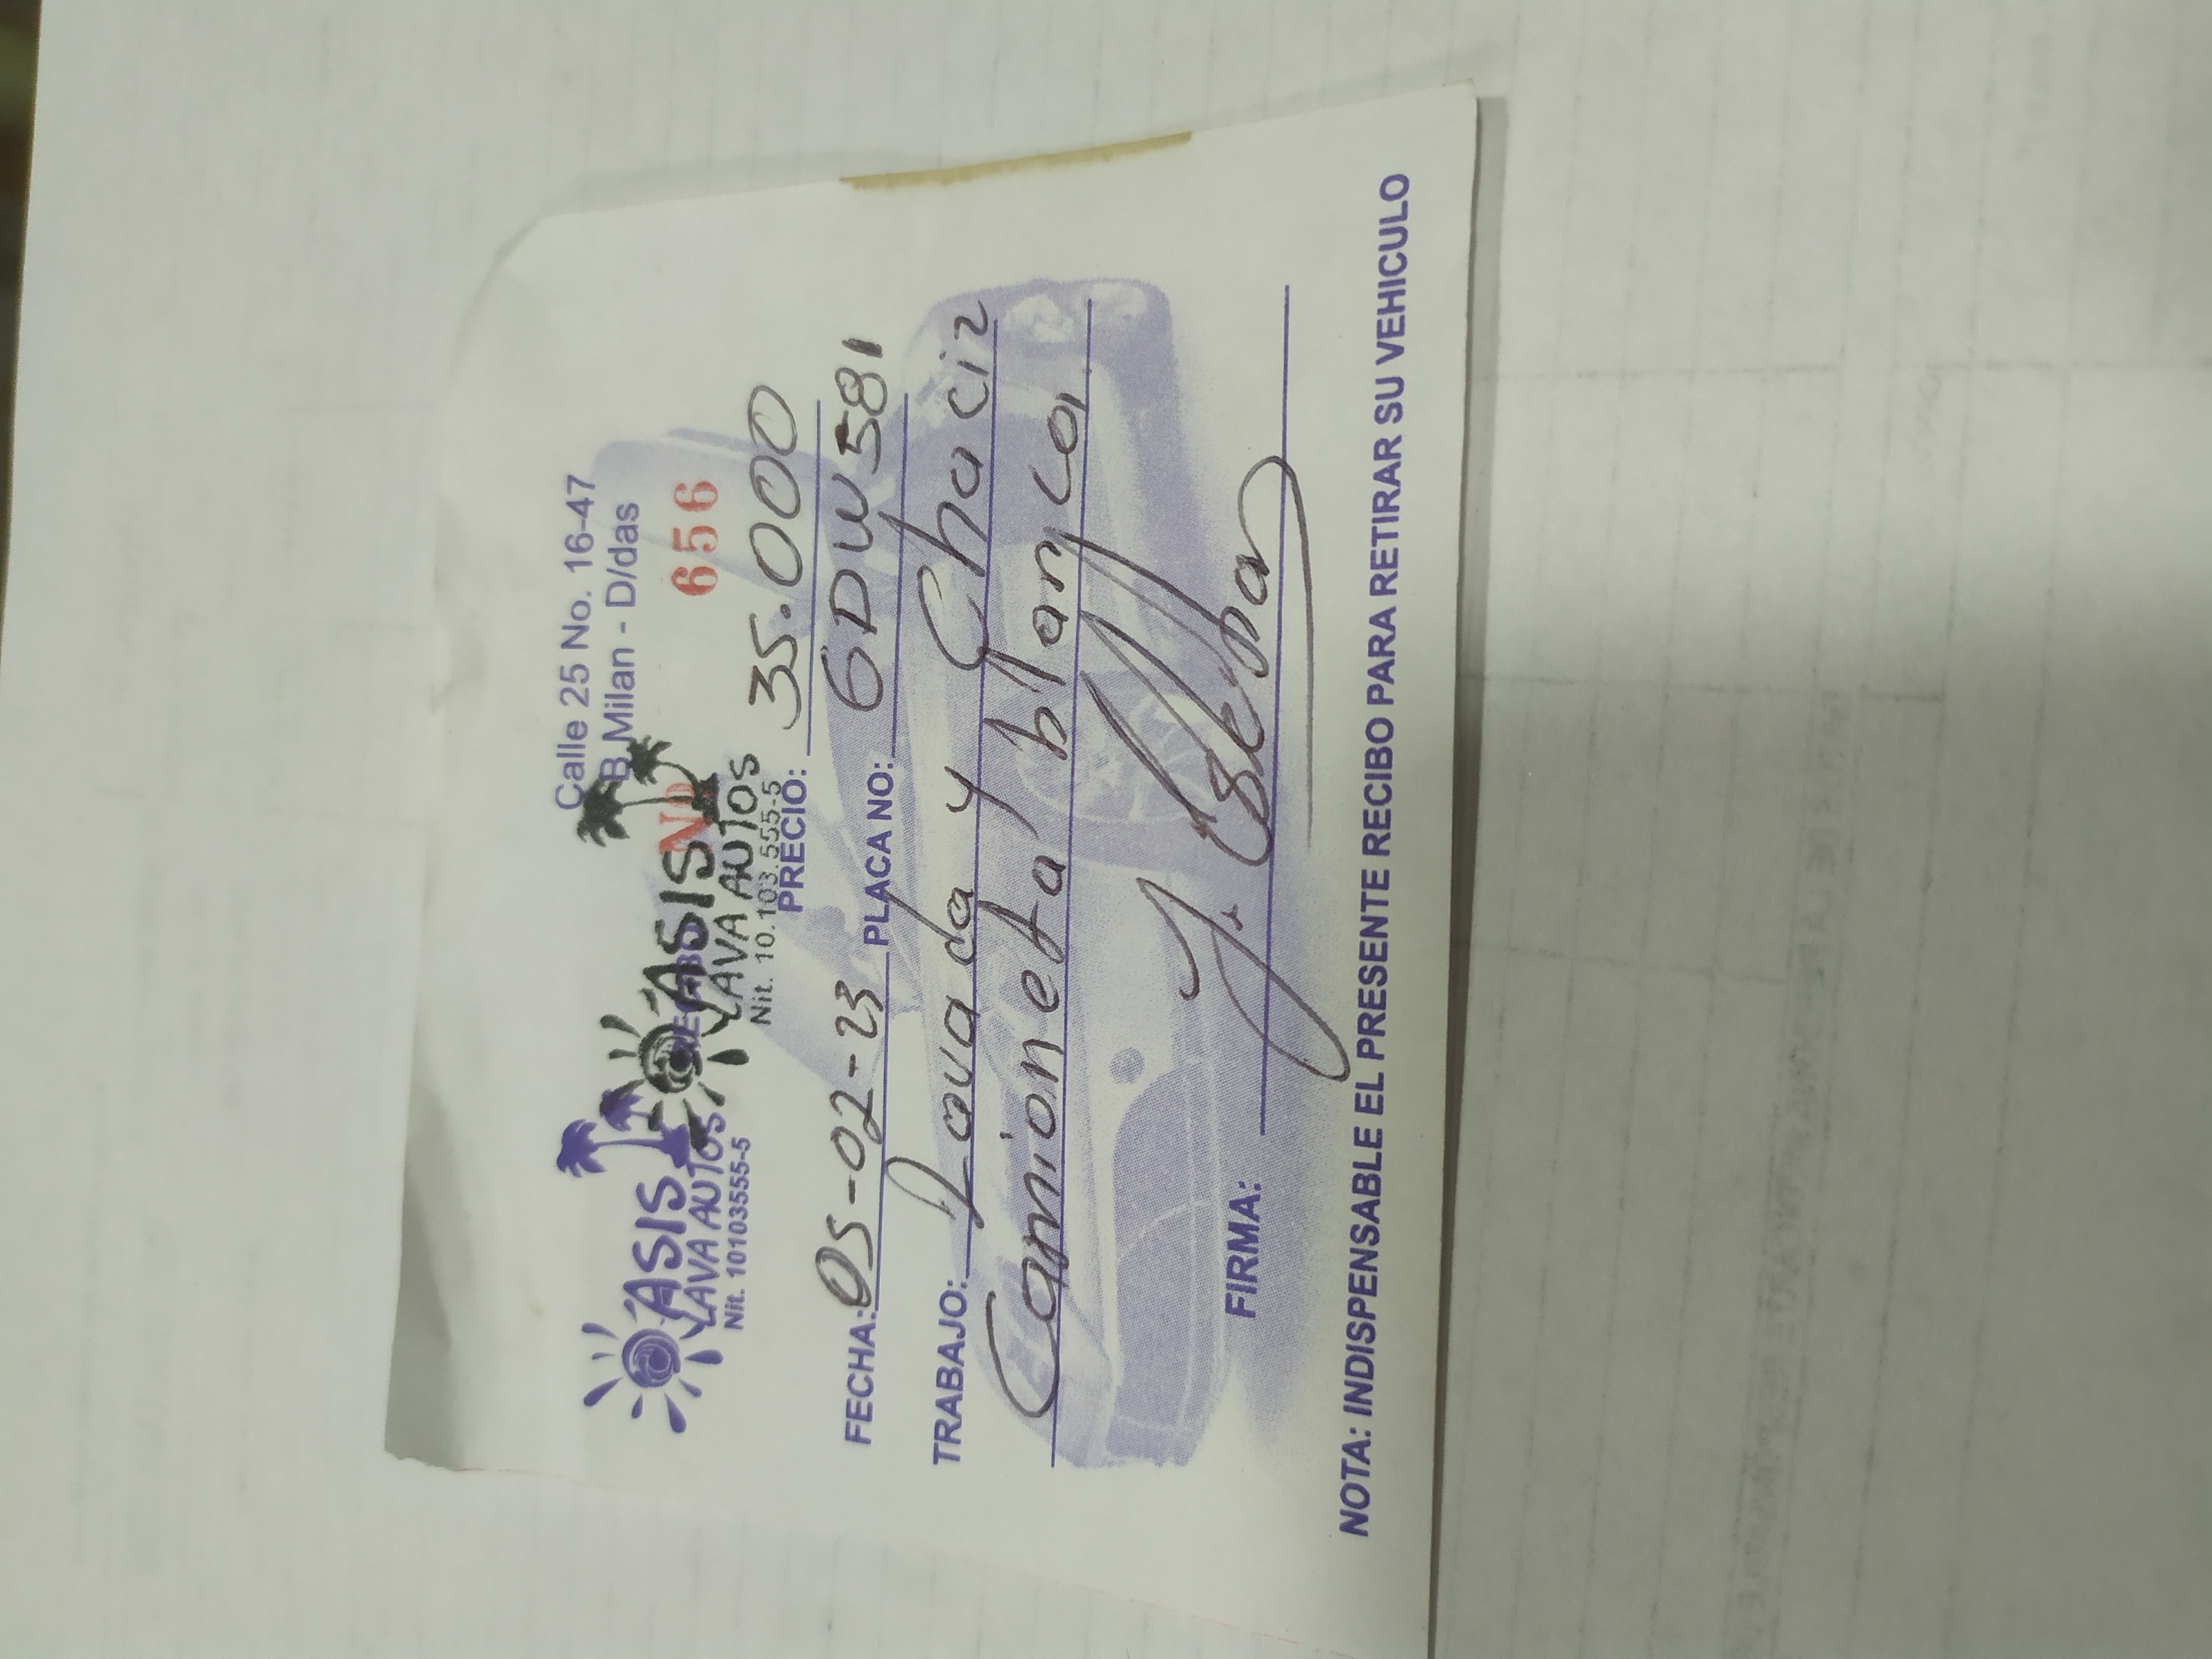 OASIS
LAVA AUTOS
Nit. 10103555-5
OASIS
LAVA AUTOS
Nit. 10.103.555-5
Calle 25 No. 16-47
B. Milan - D/das
No 656
PRECIO: 35.000
FECHA: 05-02-23 PLACA NO: GDW 581
TRABAJO: Lavada y Chaciz
Camioneta blanca
FIRMA:
NOTA: INDISPENSABLE EL PRESENTE RECIBO PARA RETIRAR SU VEHICULO